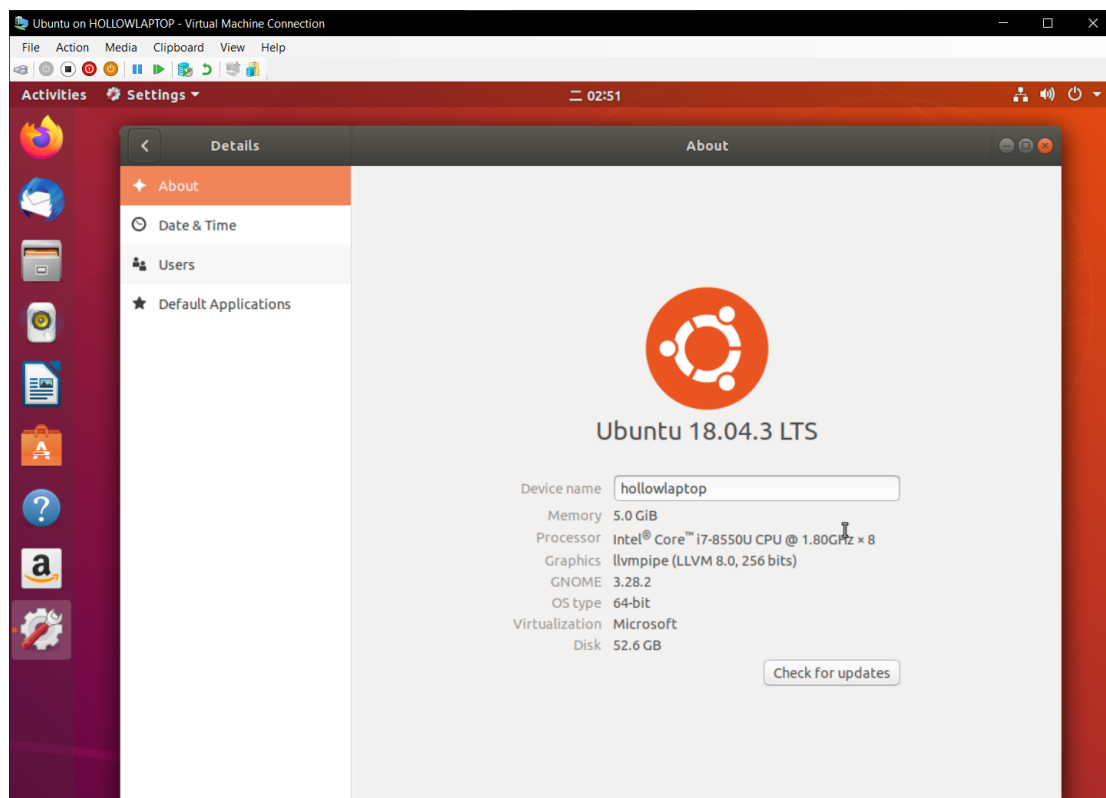 Ubuntu on HOLLOWLAPTOP - Virtual Machine Connection
File Action Media Clipboard View Help
Activities Settings 二 02:51
Details About
About
Date & Time
Users
Default Applications
Ubuntu 18.04.3 LTS
Device name hollowlaptop
Memory 5.0 GiB
Processor Intel® Core™ i7-8550U CPU @ 1.80GHz × 8
Graphics llvmpipe (LLVM 8.0, 256 bits)
GNOME 3.28.2
OS type 64-bit
Virtualization Microsoft
Disk 52.6 GB
Check for updates